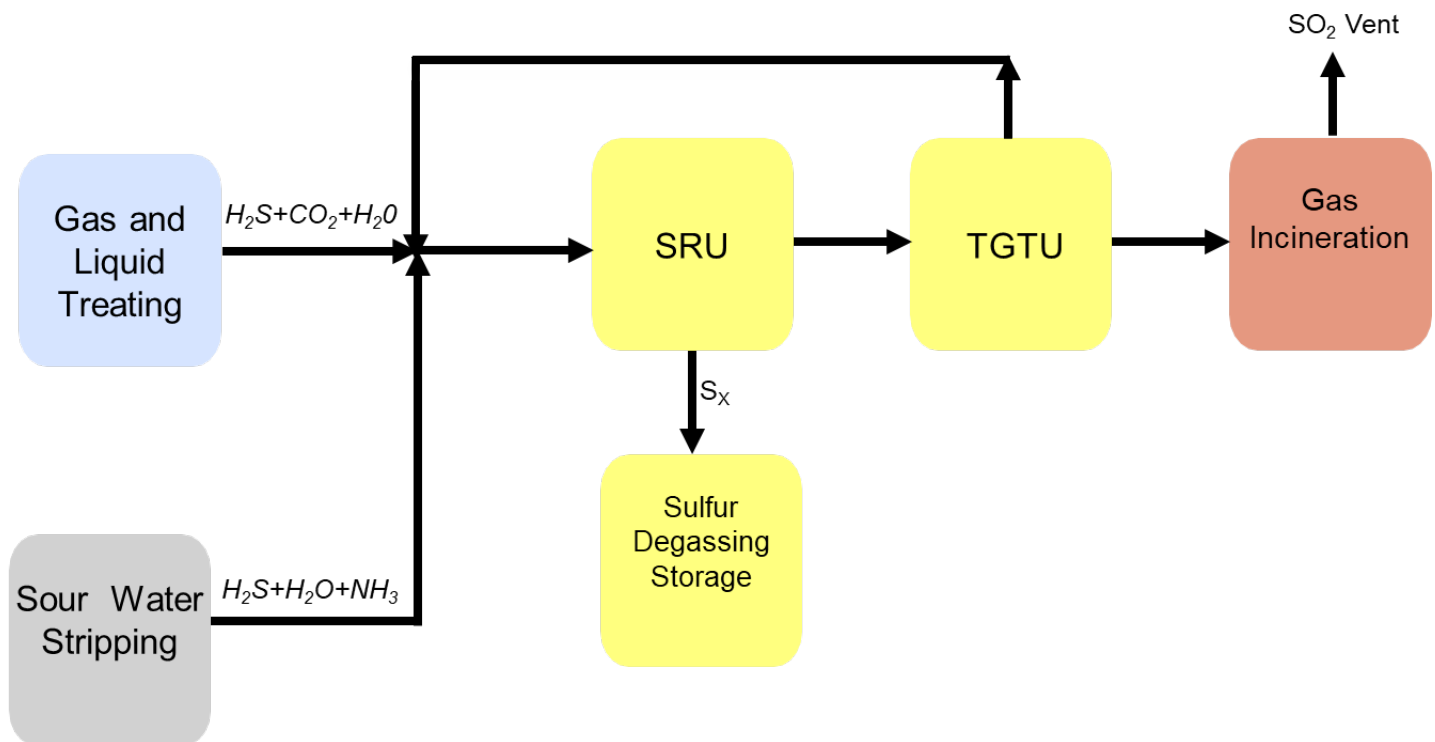 SO₂ Vent
Gas and
Liquid
Treating
H₂S+CO₂+H₂0
SRU
TGTU
Gas
Incineration
Sₓ
Sulfur
Degassing
Storage
Sour Water
Stripping
H₂S+H₂O+NH₃